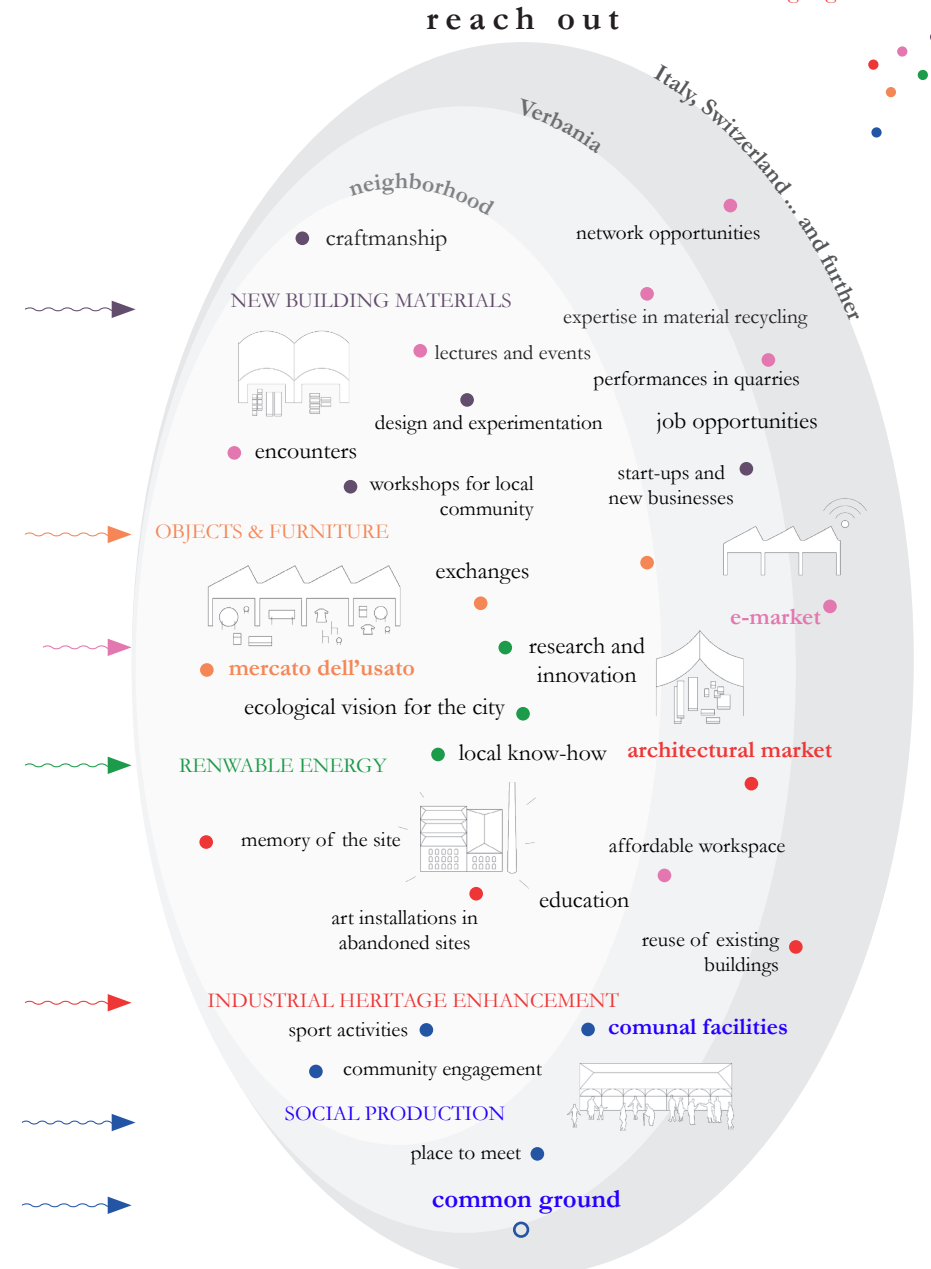 reach out
Italy, Switzerland ... and further
Verbania
neighborhood
craftmanship
network opportunities
NEW BUILDING MATERIALS
expertise in material recycling
lectures and events
performances in quarries
design and experimentation
job opportunities
encounters
start-ups and
new businesses
workshops for local
community
OBJECTS & FURNITURE
exchanges
e-market
research and
innovation
mercato dell'usato
ecological vision for the city
local know-how
architectural market
RENWABLE ENERGY
memory of the site
affordable workspace
education
art installations in
abandoned sites
reuse of existing
buildings
INDUSTRIAL HERITAGE ENHANCEMENT
sport activities
comunal facilities
community engagement
SOCIAL PRODUCTION
place to meet
common ground